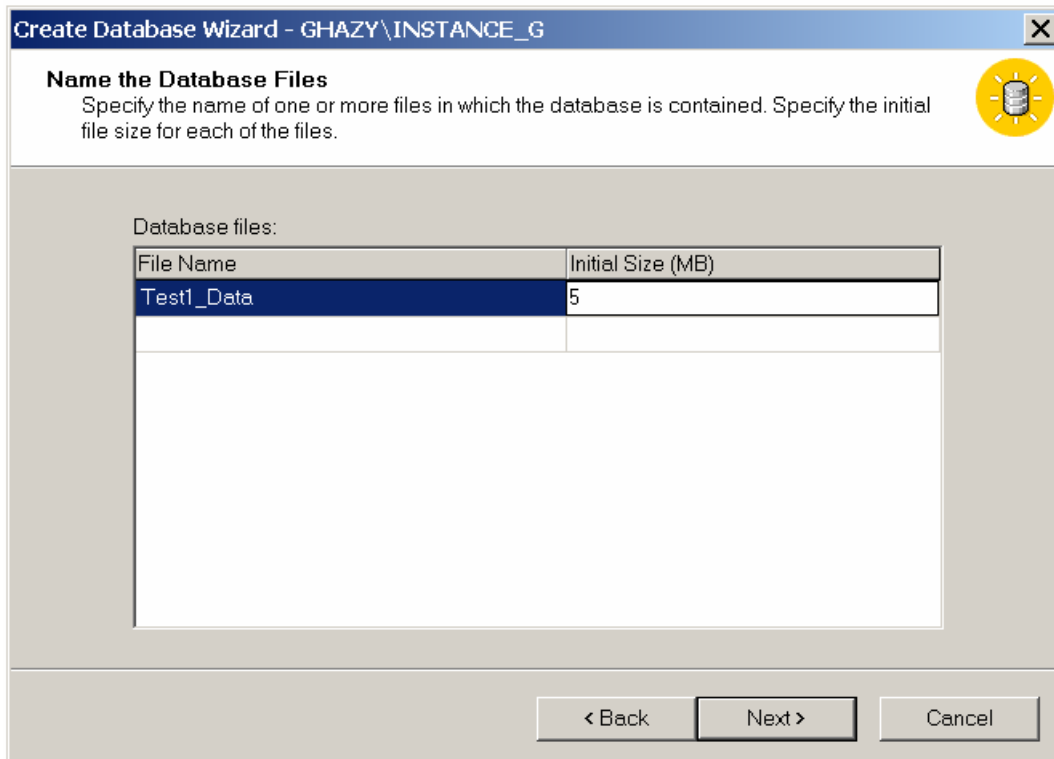 Create Database Wizard - GHAZY\INSTANCE_G
Name the Database Files
Specify the name of one or more files in which the database is contained. Specify the initial
file size for each of the files.
Database files:
File Name Initial Size (MB)
Test1_Data 5
< Back Next > Cancel